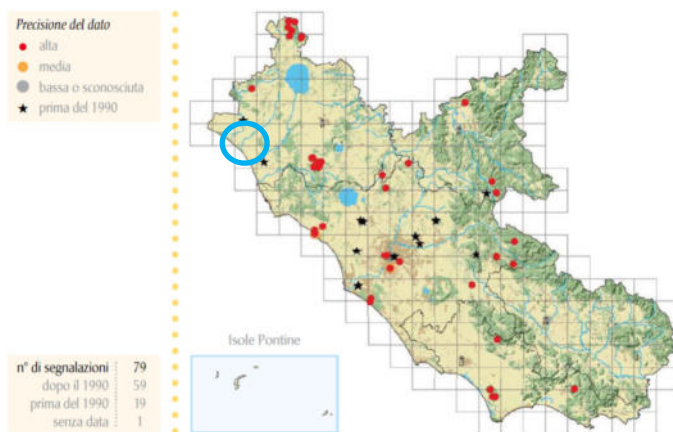 Precisione del dato
alta
media
bassa o sconosciuta
prima del 1990
Isole Pontine
n° di segnalazioni 79
dopo il 1990 59
prima del 1990 19
senza data 1